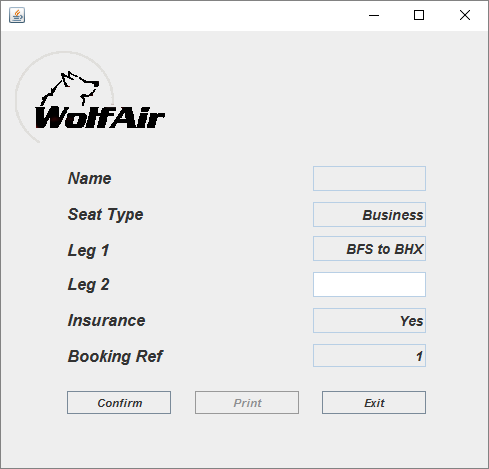 WolfAir
Name
Seat Type Business
Leg 1 BFS to BHX
Leg 2
Insurance Yes
Booking Ref 1
Confirm Print Exit